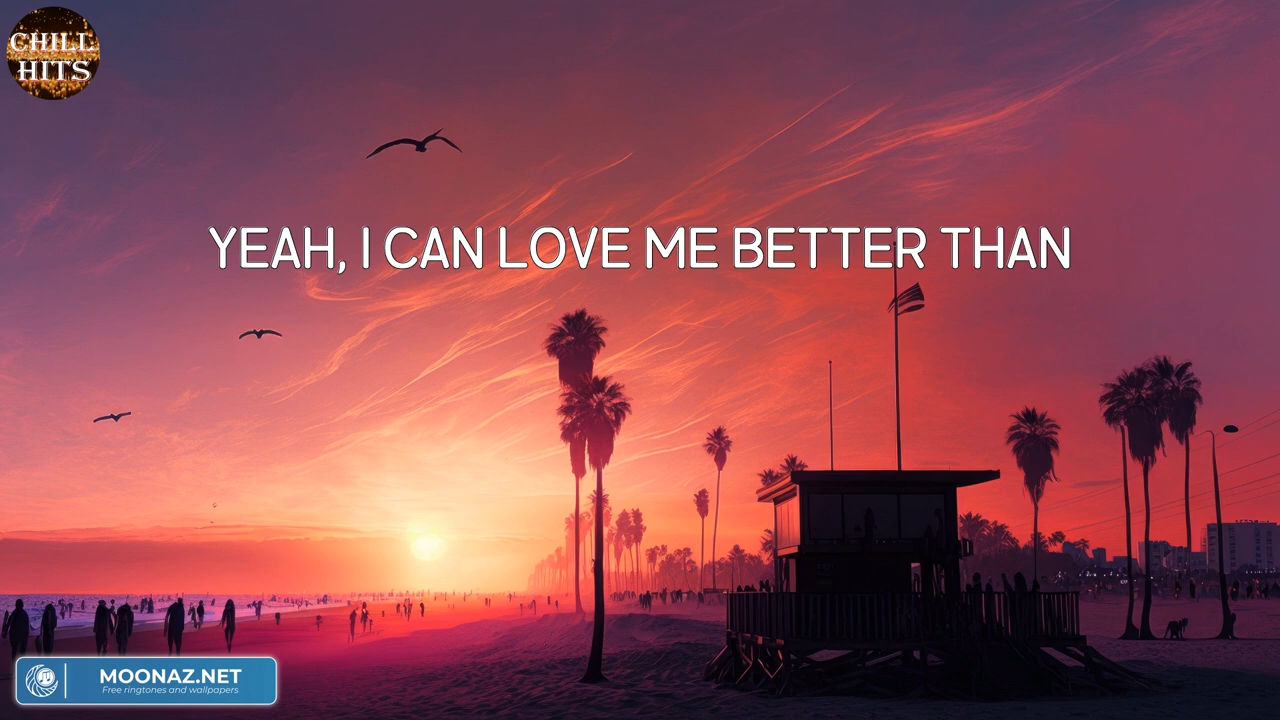 CHILL
HITS
YEAH, I CAN LOVE ME BETTER THAN
MOONAZ.NET
Free ringtones and wallpapers